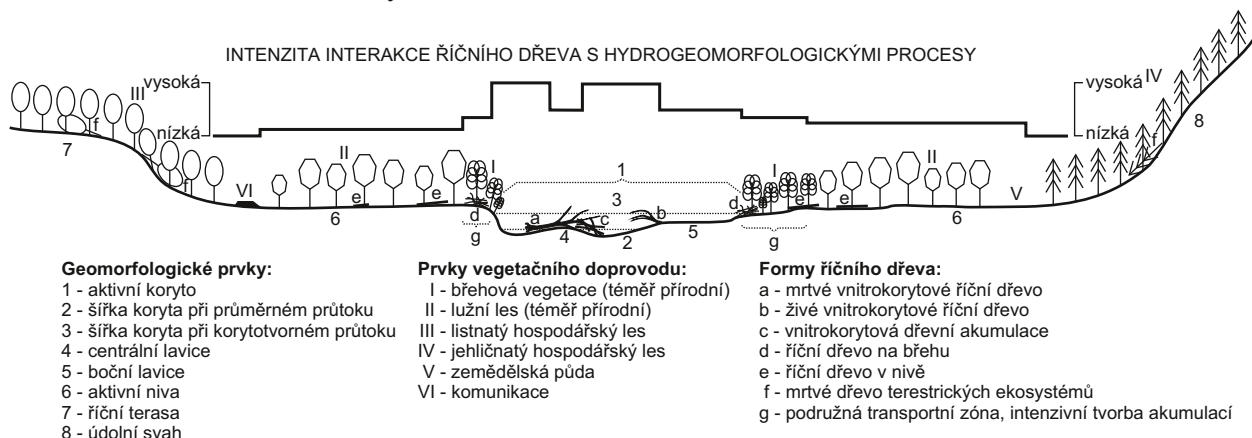 INTENZITA INTERAKCE ŘÍČNÍHO DŘEVA S HYDROGEOMORFOLOGICKÝMI PROCESY
vysoká
nízká
vysoká
nízká
III
IV
f
7
f
II
VI
e
e
6
I
d
g
1
3
a
c
b
4
2
5
I
d
e
e
g
II
V
6
f
8
Geomorfologické prvky:
1 - aktivní koryto
2 - šířka koryta při průměrném průtoku
3 - šířka koryta při korytotvorném průtoku
4 - centrální lavice
5 - boční lavice
6 - aktivní niva
7 - říční terasa
8 - údolní svah
Prvky vegetačního doprovodu:
I - břehová vegetace (téměř přírodní)
II - lužní les (téměř přírodní)
III - listnatý hospodářský les
IV - jehličnatý hospodářský les
V - zemědělská půda
VI - komunikace
Formy říčního dřeva:
a - mrtvé vnitrokorytové říční dřevo
b - živé vnitrokorytové říční dřevo
c - vnitrokorytová dřevní akumulace
d - říční dřevo na břehu
e - říční dřevo v nivě
f - mrtvé dřevo terestrických ekosystémů
g - podružná transportní zóna, intenzivní tvorba akumulací